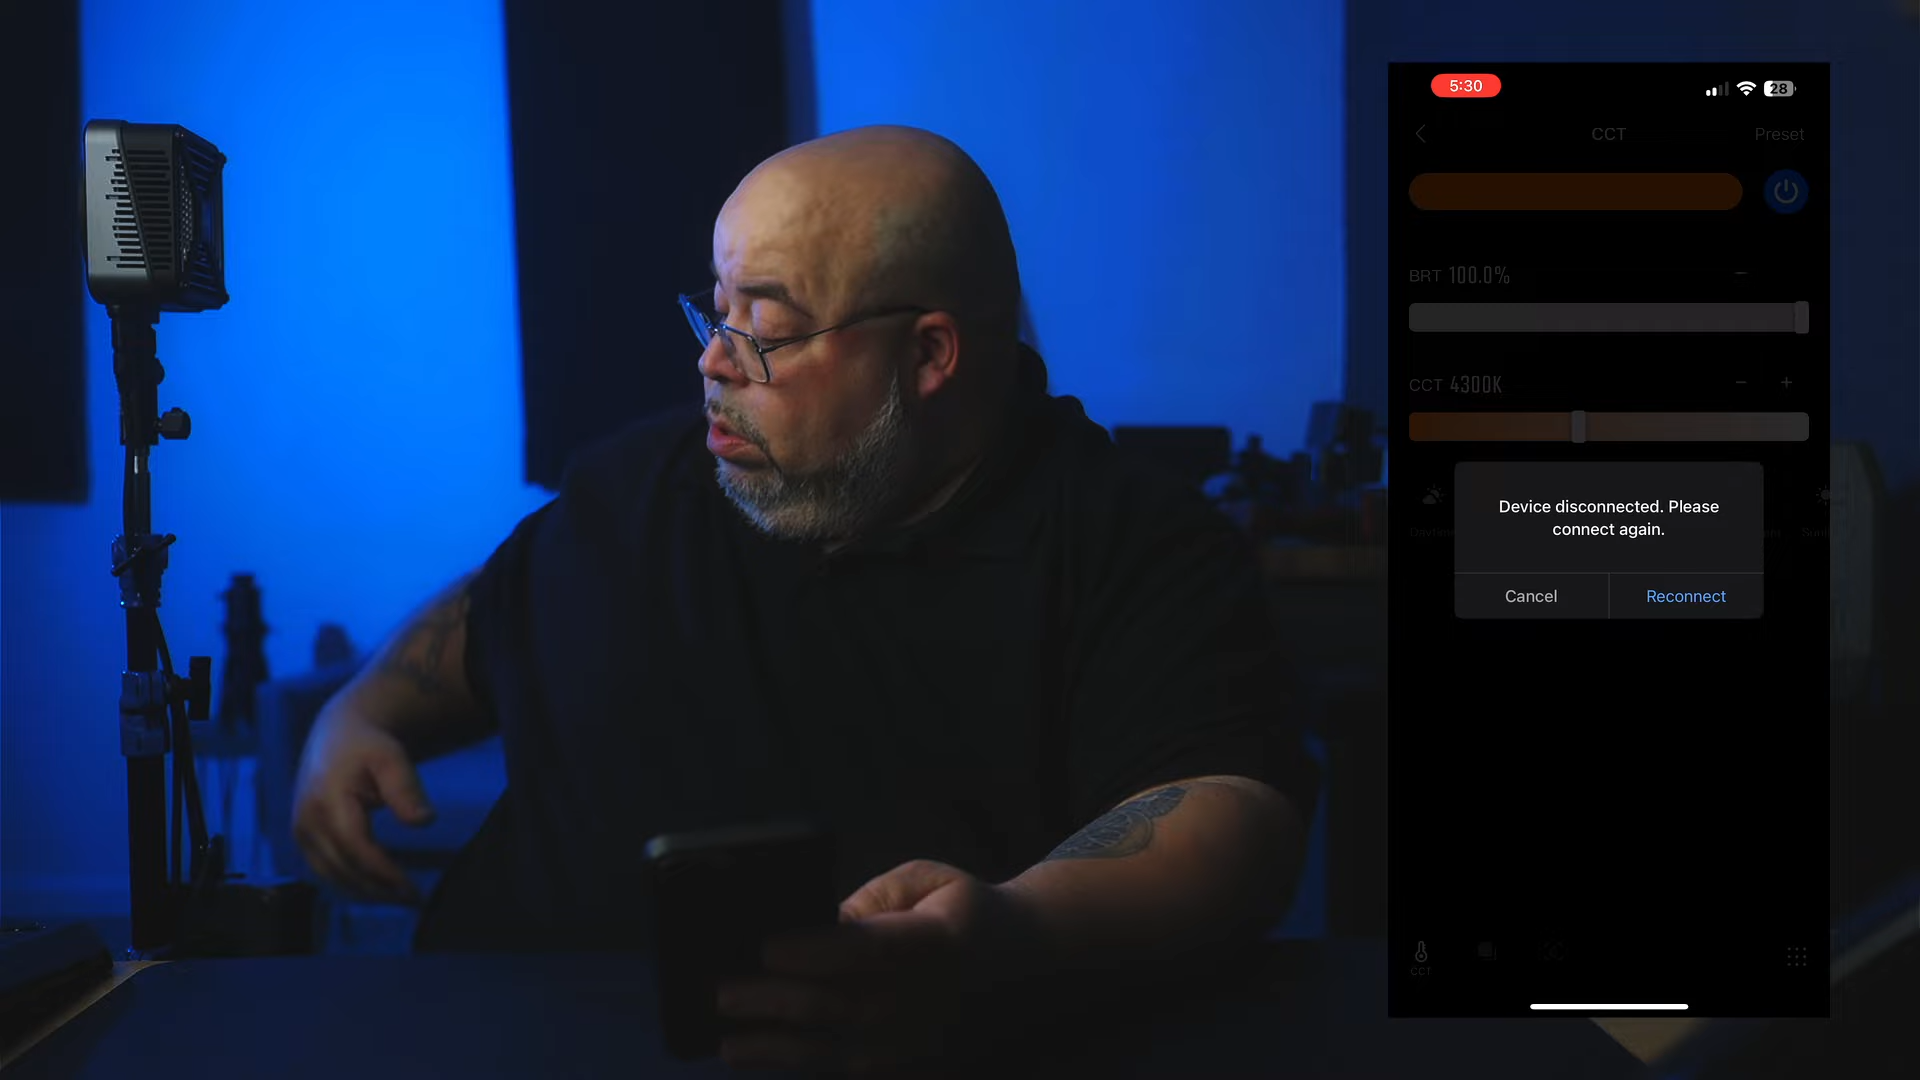 5:30
28
CCT
Preset
BRT 100.0%
CCT 4300K
Device disconnected. Please
connect again.
Cancel
Reconnect
CCT